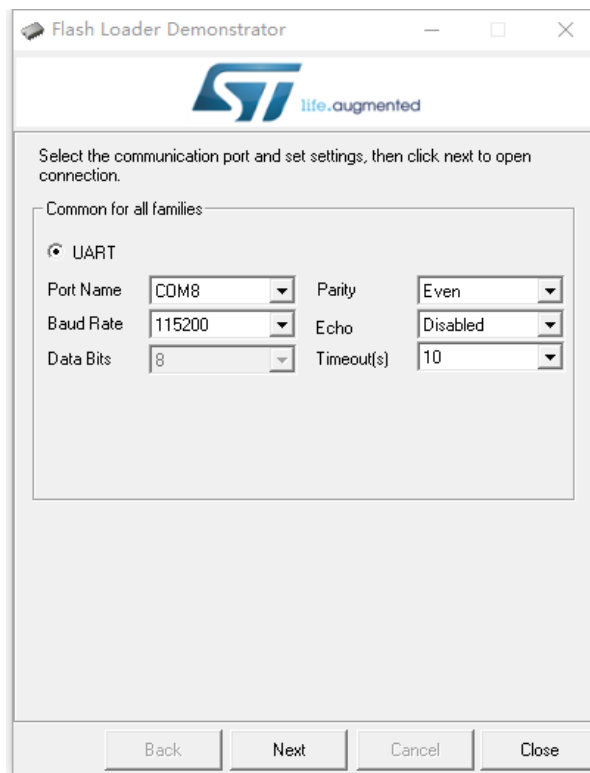 Flash Loader Demonstrator
ST
life.augmented
Select the communication port and set settings, then click next to open
connection.
Common for all families
UART
Port Name COM8 Parity Even
Baud Rate 115200 Echo Disabled
Data Bits 8 Timeout(s) 10
Back Next Cancel Close